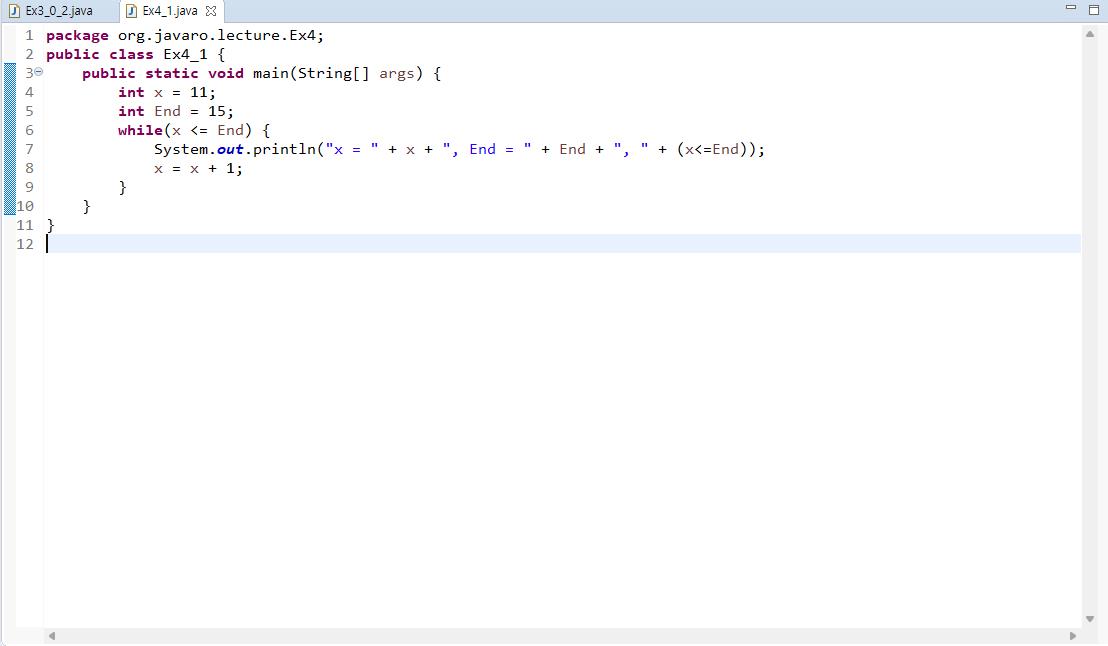 Ex3_0_2.java
Ex4_1.java
1 package org.javaro.lecture.Ex4;
2 public class Ex4_1 {
3 public static void main(String[] args) {
4 int x = 11;
5 int End = 15;
6 while(x <= End) {
7 System.out.println("x = " + x + ", End = " + End + ", " + (x<=End));
8 x = x + 1;
9 }
10 }
11 }
12